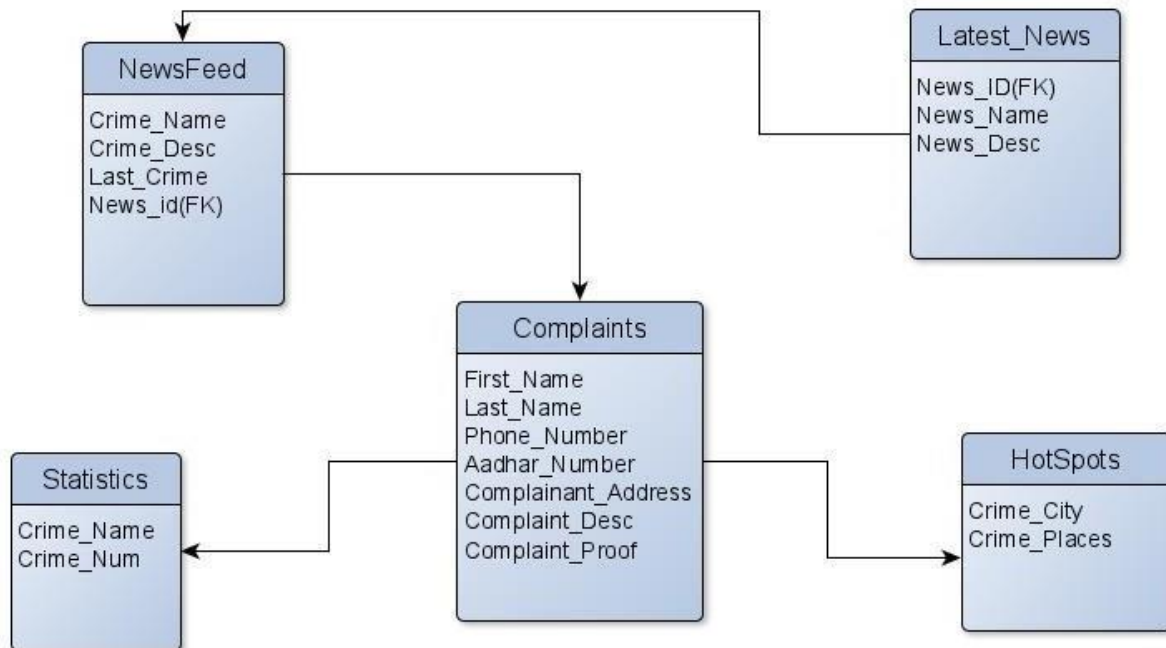 NewsFeed
Crime_Name
Crime_Desc
Last_Crime
News_id(FK)
Latest_News
News_ID(FK)
News_Name
News_Desc
Complaints
First_Name
Last_Name
Phone_Number
Aadhar_Number
Complainant_Address
Complaint_Desc
Complaint_Proof
Statistics
Crime_Name
Crime_Num
HotSpots
Crime_City
Crime_Places